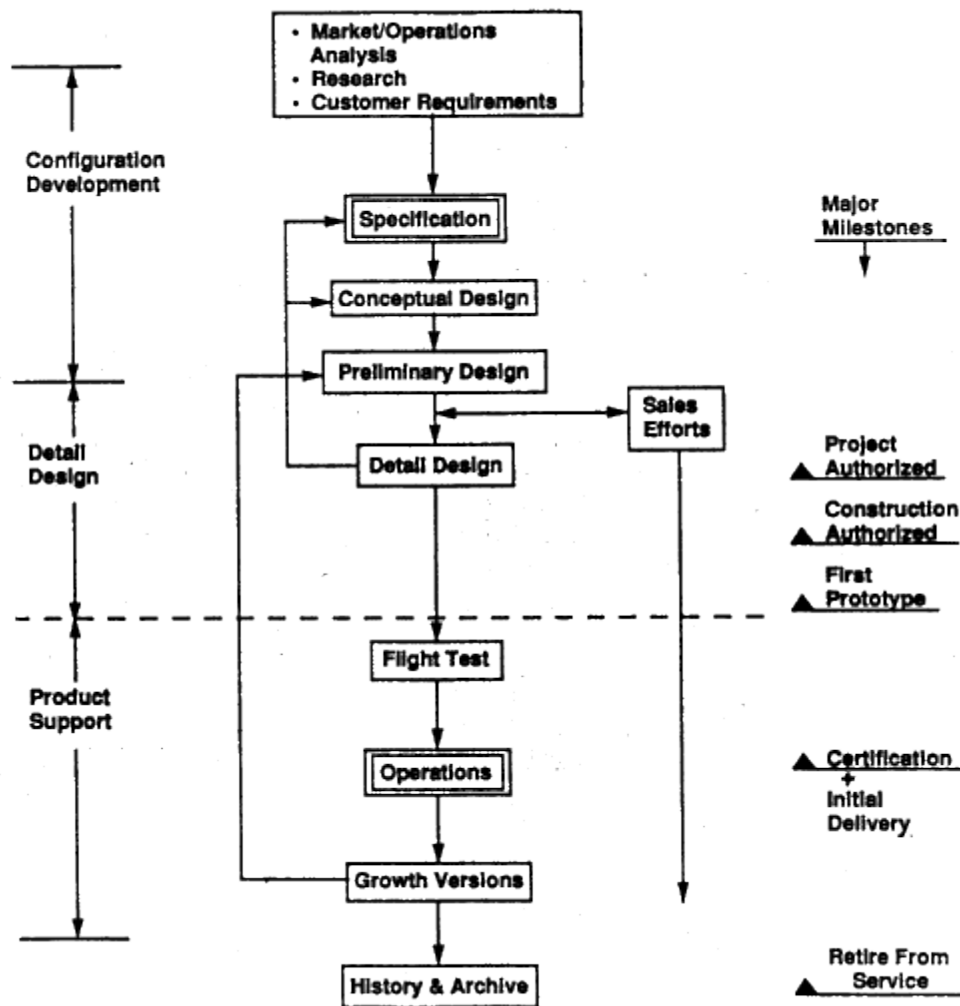 • Market/Operations
Analysis
• Research
• Customer Requirements
Configuration
Development
Specification
Major
Milestones
Conceptual Design
Preliminary Design
Sales
Efforts
Detail
Design
Detail Design
Project
Authorized
Construction
Authorized
First
Prototype
Flight Test
Product
Support
Operations
Certification
+
Initial
Delivery
Growth Versions
Retire From
Service
History & Archive